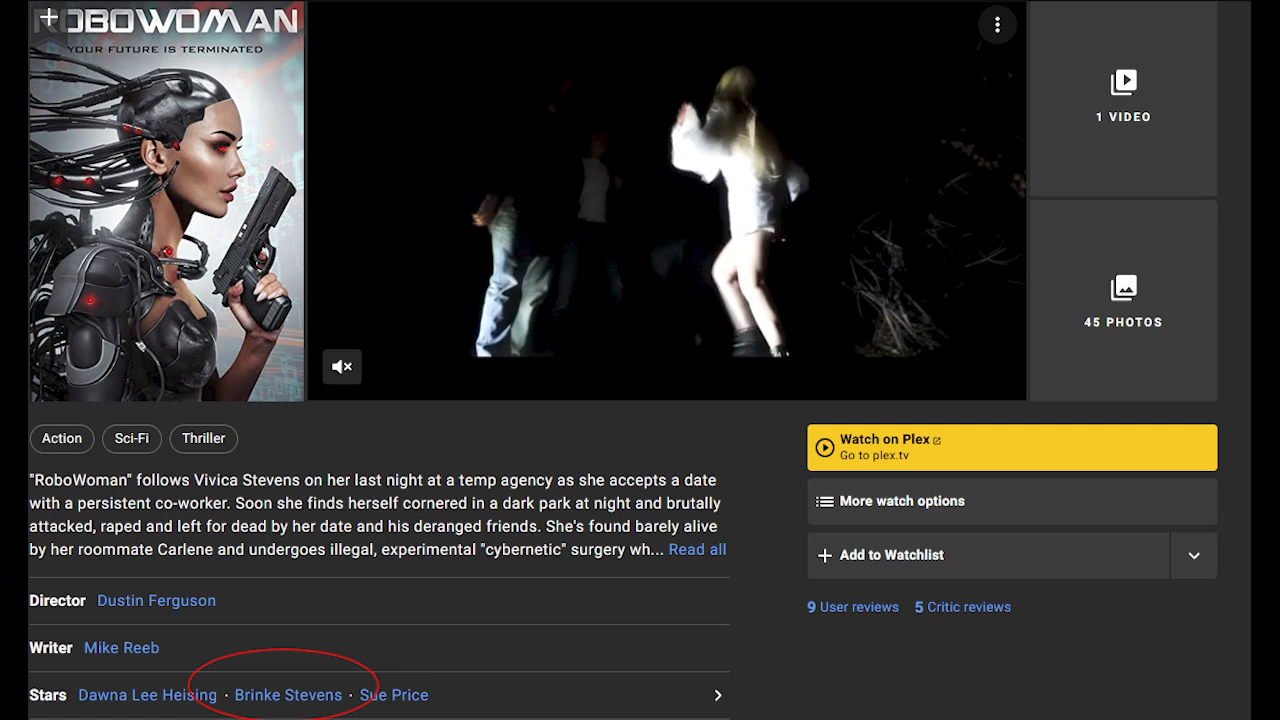 ROBOWOMAN
YOUR FUTURE IS TERMINATED
1 VIDEO
45 PHOTOS
Action
Sci-Fi
Thriller
"RoboWoman" follows Vivica Stevens on her last night at a temp agency as she accepts a date
with a persistent co-worker. Soon she finds herself cornered in a dark park at night and brutally
attacked, raped and left for dead by her date and his deranged friends. She's found barely alive
by her roommate Carlene and undergoes illegal, experimental "cybernetic" surgery wh... Read all
Director Dustin Ferguson
Writer Mike Reeb
Stars Dawna Lee Heising · Brinke Stevens · Sue Price
Watch on Plex
Go to plex.tv
More watch options
Add to Watchlist
9 User reviews 5 Critic reviews